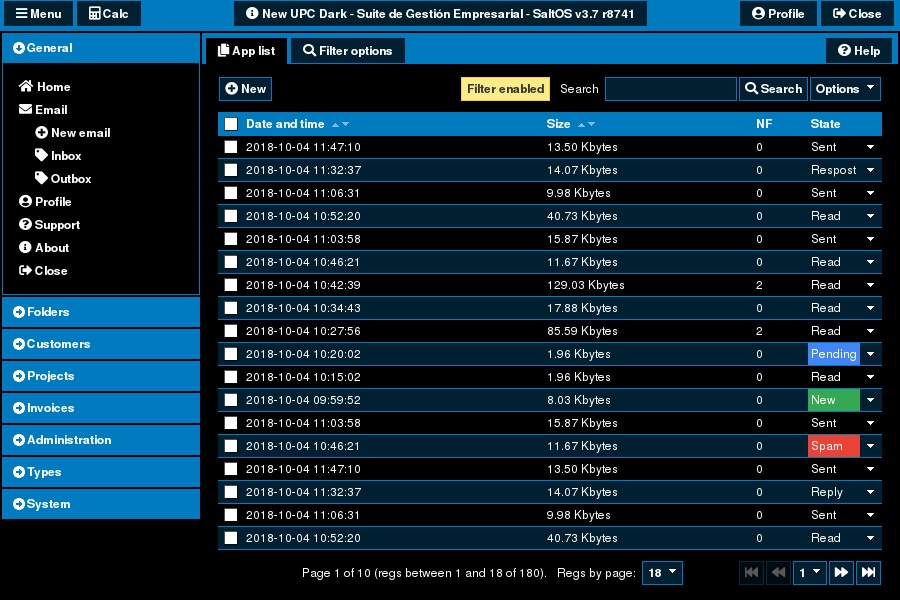 Menu Calc New UPC Dark - Suite de Gestión Empresarial - SaltOS v3.7 r8741 Profile Close
General
Home
Email
New email
Inbox
Outbox
Profile
Support
About
Close
Folders
Customers
Projects
Invoices
Administration
Types
System
App list Filter options Help
New Filter enabled Search Search Options
Date and time Size NF State
2018-10-04 11:47:10 13.50 Kbytes 0 Sent
2018-10-04 11:32:37 14.07 Kbytes 0 Respost
2018-10-04 11:06:31 9.98 Kbytes 0 Sent
2018-10-04 10:52:20 40.73 Kbytes 0 Read
2018-10-04 11:03:58 15.87 Kbytes 0 Sent
2018-10-04 10:46:21 11.67 Kbytes 0 Read
2018-10-04 10:42:39 129.03 Kbytes 2 Read
2018-10-04 10:34:43 17.88 Kbytes 0 Read
2018-10-04 10:27:56 85.59 Kbytes 2 Read
2018-10-04 10:20:02 1.96 Kbytes 0 Pending
2018-10-04 10:15:02 1.96 Kbytes 0 Read
2018-10-04 09:59:52 8.03 Kbytes 0 New
2018-10-04 11:03:58 15.87 Kbytes 0 Sent
2018-10-04 10:46:21 11.67 Kbytes 0 Spam
2018-10-04 11:47:10 13.50 Kbytes 0 Sent
2018-10-04 11:32:37 14.07 Kbytes 0 Reply
2018-10-04 11:06:31 9.98 Kbytes 0 Sent
2018-10-04 10:52:20 40.73 Kbytes 0 Read
Page 1 of 10 (regs between 1 and 18 of 180). Regs by page: 18 1